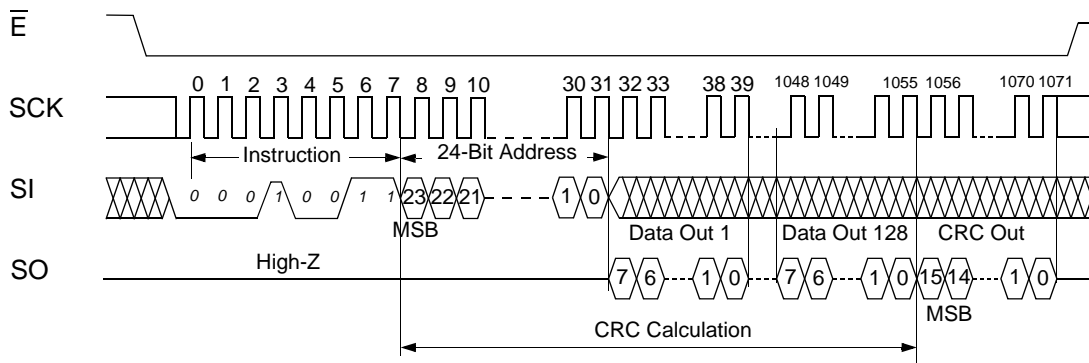 E
0 1 2 3 4 5 6 7 8 9 10 30 31 32 33 38 39 1048 1049 1055 1056 1070 1071
SCK
Instruction 24-Bit Address
SI 0 0 0 1 0 0 1 1 23 22 21 1 0
MSB Data Out 1 Data Out 128 CRC Out
High-Z
SO 7 6 1 0 7 6 1 0 15 14 1 0
MSB
CRC Calculation